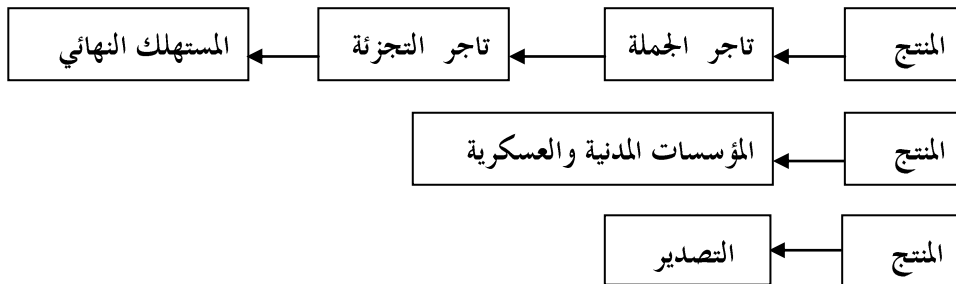 المنتج تاجر الجملة تاجر التجزئة المستهلك النهائي
المنتج المؤسسات المدنية والعسكرية
المنتج التصدير